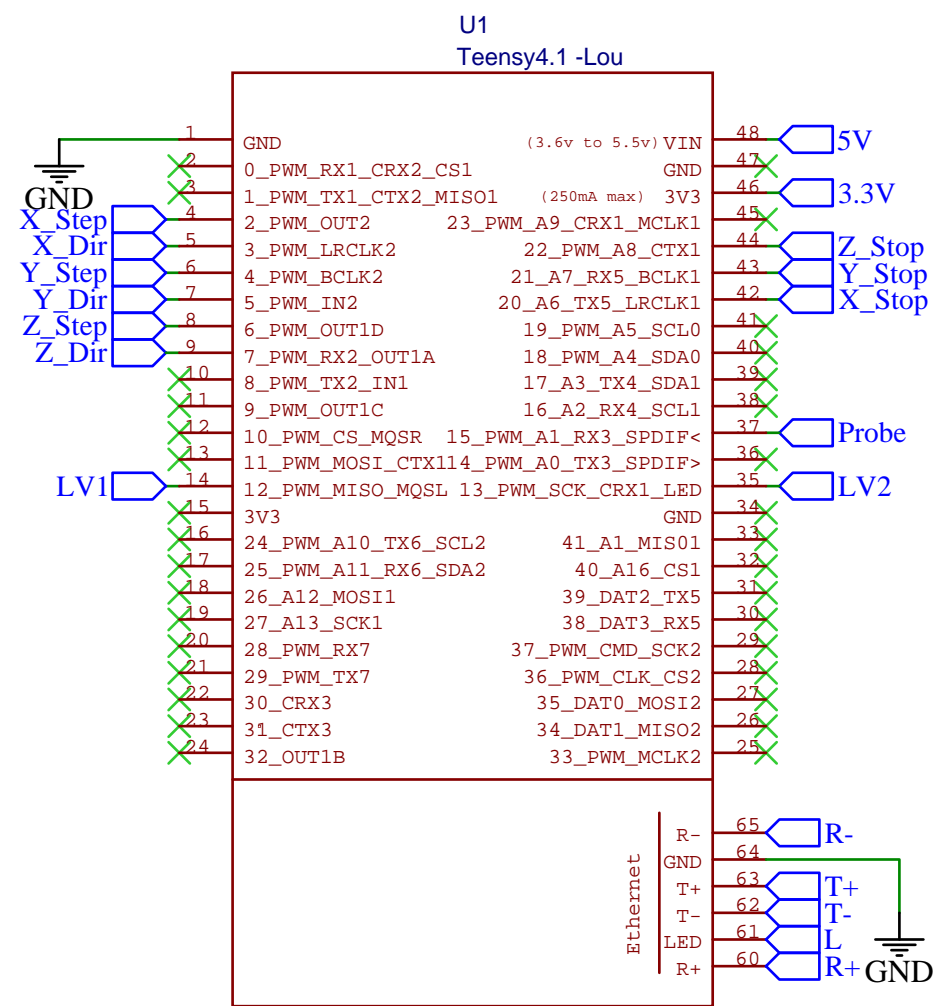 U1
Teensy4.1 -Lou
1 GND (3.6v to 5.5v) VIN 48 5V
2 0_PWM_RX1_CRX2_CS1 GND 47
GND 3 1_PWM_TX1_CTX2_MISO1 (250mA max) 3V3 46 3.3V
X_Step 4 2_PWM_OUT2 23_PWM_A9_CRX1_MCLK1 45
X_Dir 5 3_PWM_LRCLK2 22_PWM_A8_CTX1 44 Z_Stop
Y_Step 6 4_PWM_BCLK2 21_A7_RX5_BCLK1 43 Y_Stop
Y_Dir 7 5_PWM_IN2 20_A6_TX5_LRCLK1 42 X_Stop
Z_Step 8 6_PWM_OUT1D 19_PWM_A5_SCL0 41
Z_Dir 9 7_PWM_RX2_OUT1A 18_PWM_A4_SDA0 40
10 8_PWM_TX2_IN1 17_A3_TX4_SDA1 39
11 9_PWM_OUT1C 16_A2_RX4_SCL1 38
12 10_PWM_CS_MQSR 15_PWM_A1_RX3_SPDIF< 37 Probe
13 11_PWM_MOSI_CTX1 14_PWM_A0_TX3_SPDIF> 36
LV1 14 12_PWM_MISO_MQSL 13_PWM_SCK_CRX1_LED 35 LV2
15 3V3 GND 34
16 24_PWM_A10_TX6_SCL2 41_A1_MIS01 33
17 25_PWM_A11_RX6_SDA2 40_A16_CS1 32
18 26_A12_MOSI1 39_DAT2_TX5 31
19 27_A13_SCK1 38_DAT3_RX5 30
20 28_PWM_RX7 37_PWM_CMD_SCK2 29
21 29_PWM_TX7 36_PWM_CLK_CS2 28
22 30_CRX3 35_DAT0_MOSI2 27
23 31_CTX3 34_DAT1_MISO2 26
24 32_OUT1B 33_PWM_MCLK2 25
Ethernet
R- 65 R-
GND 64
T+ 63 T+
T- 62 T-
LED 61 L
R+ 60 R+
GND